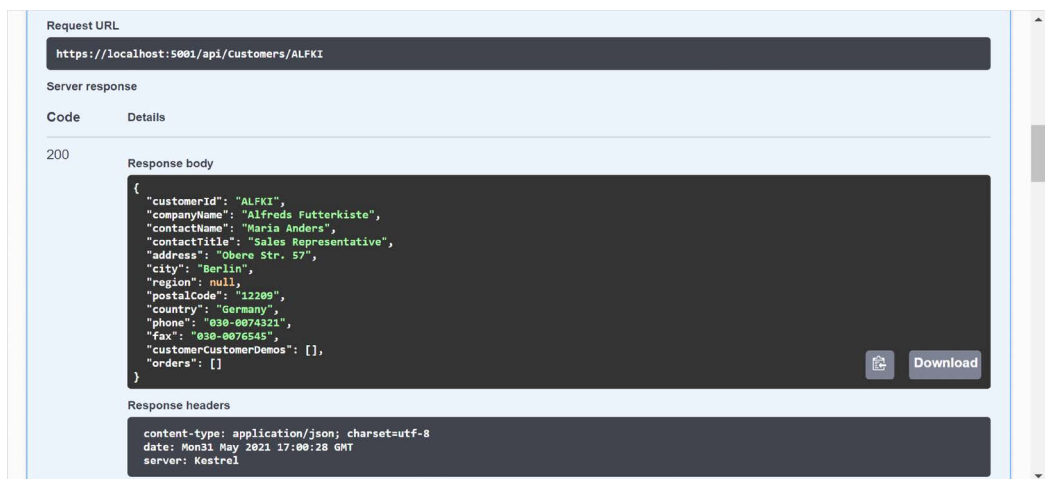 Request URL
https://localhost:5001/api/Customers/ALFKI
Server response
Code Details
200
Response body
{
"customerId": "ALFKI",
"companyName": "Alfreds Futterkiste",
"contactName": "Maria Anders",
"contactTitle": "Sales Representative",
"address": "Obere Str. 57",
"city": "Berlin",
"region": null,
"postalCode": "12209",
"country": "Germany",
"phone": "030-0074321",
"fax": "030-0076545",
"customerCustomerDemos": [],
"orders": []
}
Download
Response headers
content-type: application/json; charset=utf-8
date: Mon31 May 2021 17:00:28 GMT
server: Kestrel